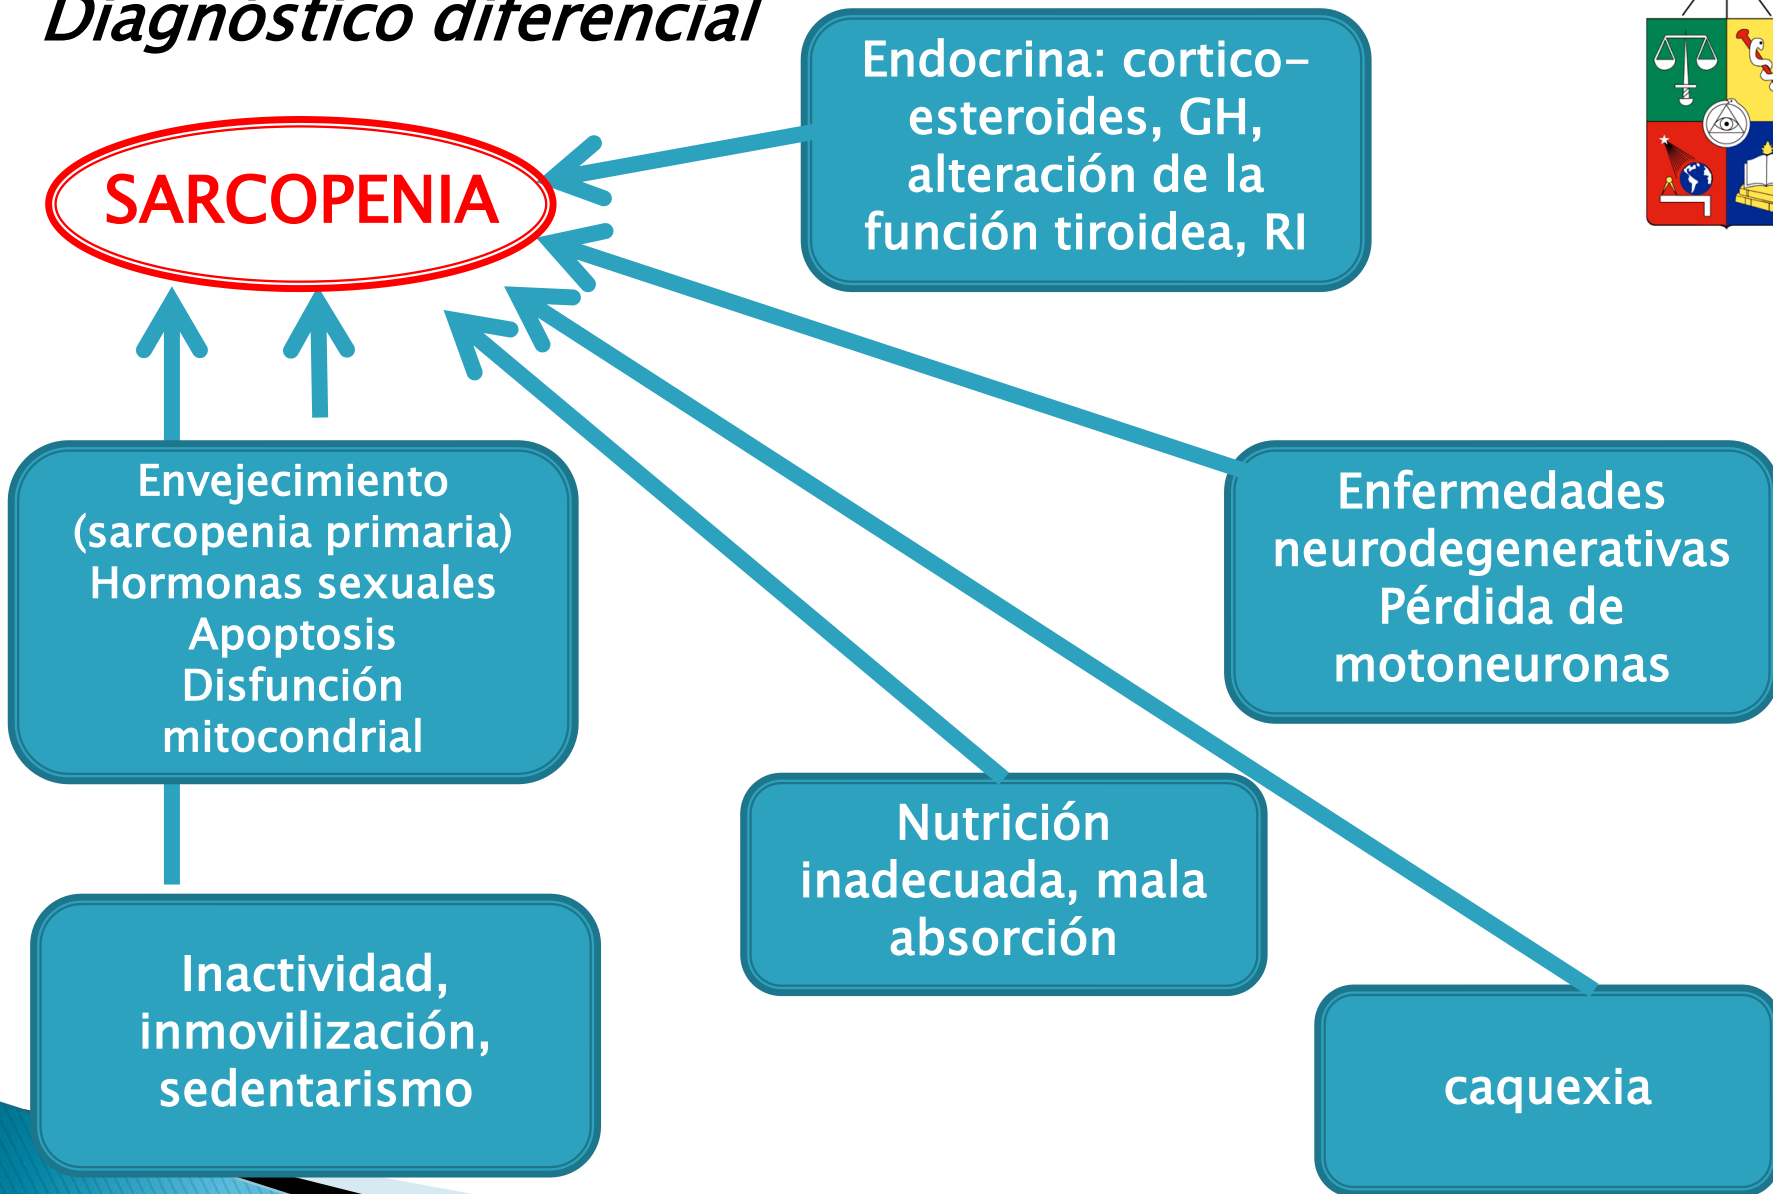 Diagnóstico diferencial
Endocrina: cortico-
esteroides, GH,
alteración de la
función tiroidea, RI
SARCOPENIA
Envejecimiento
(sarcopenia primaria)
Hormonas sexuales
Apoptosis
Disfunción
mitocondrial
Enfermedades
neurodegenerativas
Pérdida de
motoneuronas
Nutrición
inadecuada, mala
absorción
Inactividad,
inmovilización,
sedentarismo
caquexia